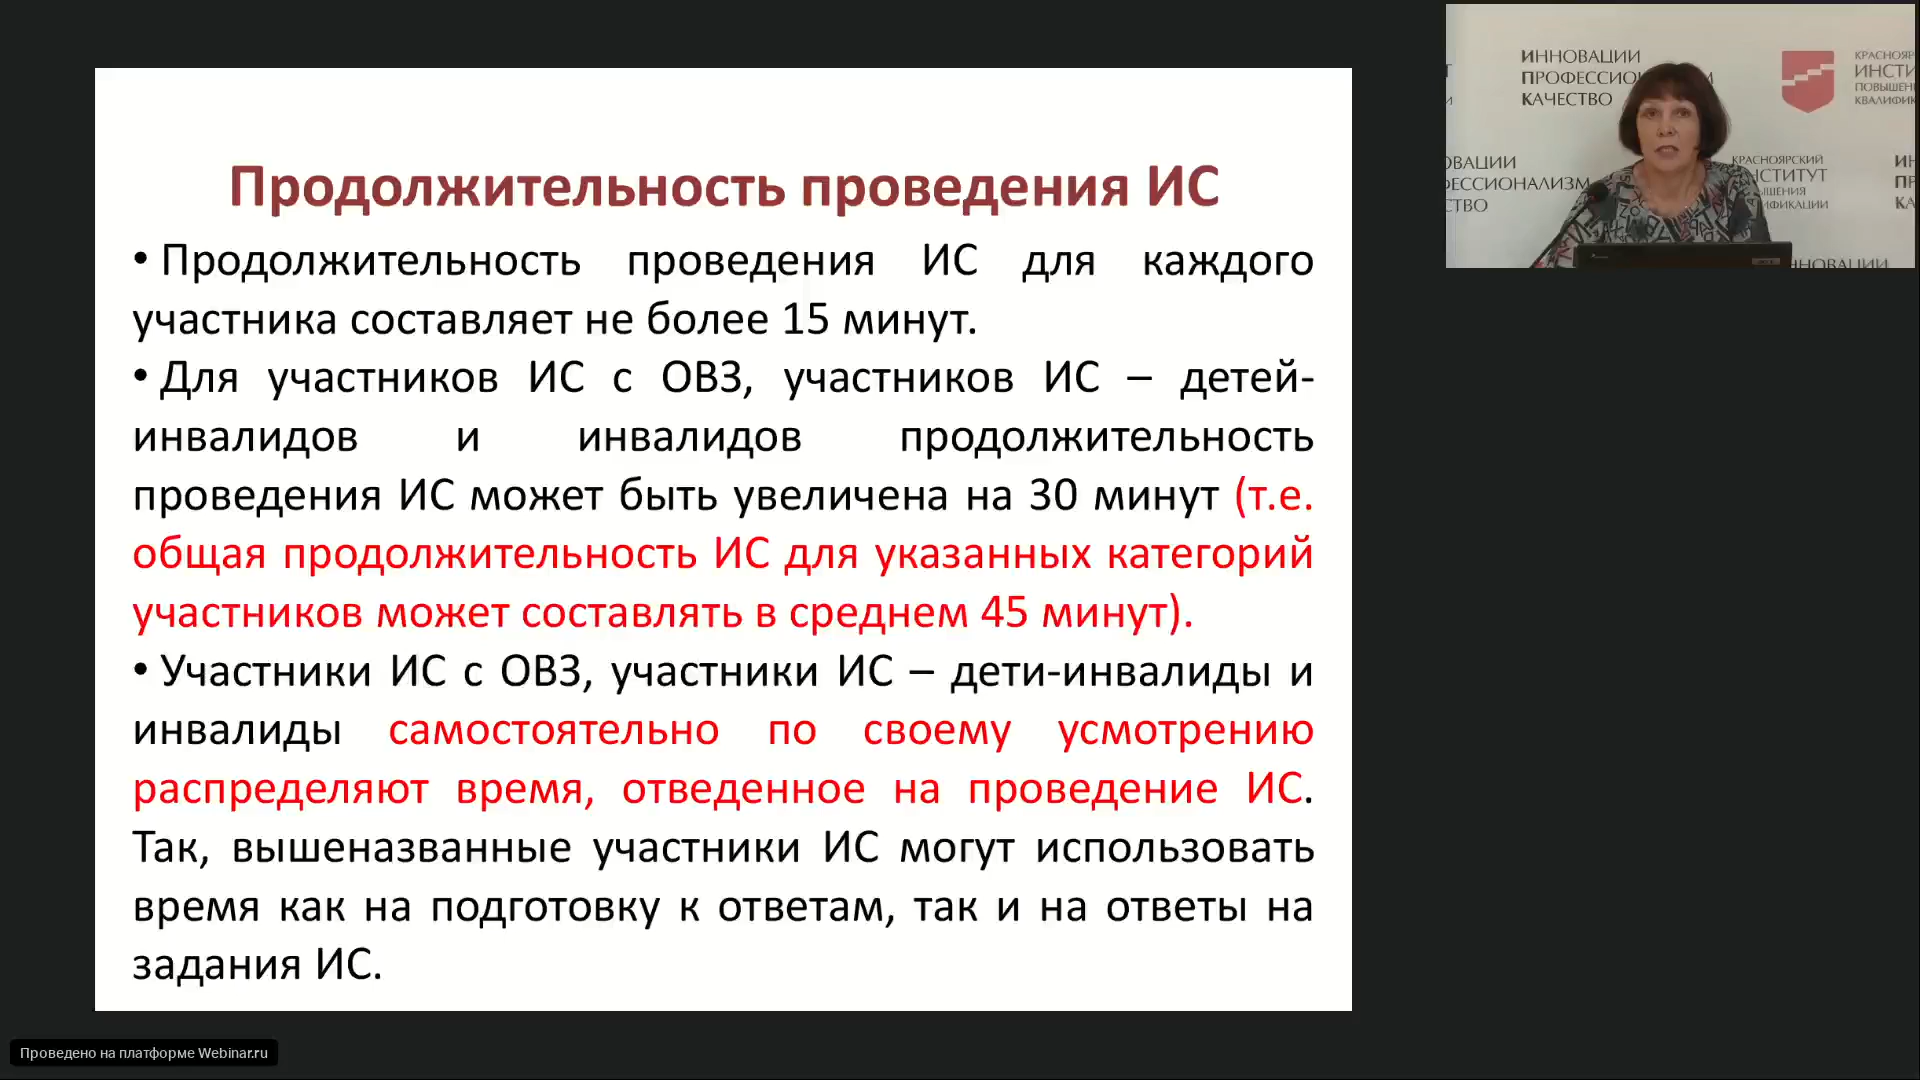 Продолжительность проведения ИС
• Продолжительность проведения ИС для каждого
участника составляет не более 15 минут.
• Для участников ИС с ОВЗ, участников ИС – детей-
инвалидов и инвалидов продолжительность
проведения ИС может быть увеличена на 30 минут (т.е.
общая продолжительность ИС для указанных категорий
участников может составлять в среднем 45 минут).
• Участники ИС с ОВЗ, участники ИС – дети-инвалиды и
инвалиды самостоятельно по своему усмотрению
распределяют время, отведенное на проведение ИС.
Так, вышеназванные участники ИС могут использовать
время как на подготовку к ответам, так и на ответы на
задания ИС.
ИННОВАЦИИ
КАЧЕСТВО
КРАСНОЯРСКИЙ
Проведено на платформе Webinar.ru